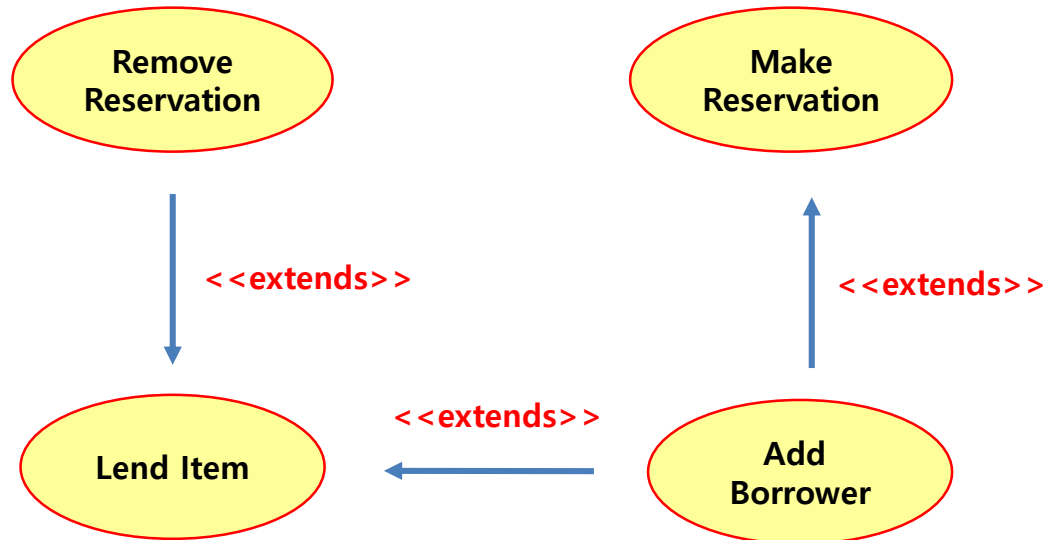 Remove
Reservation
Make
Reservation
<<extends>>
<<extends>>
<<extends>>
Lend Item
Add
Borrower